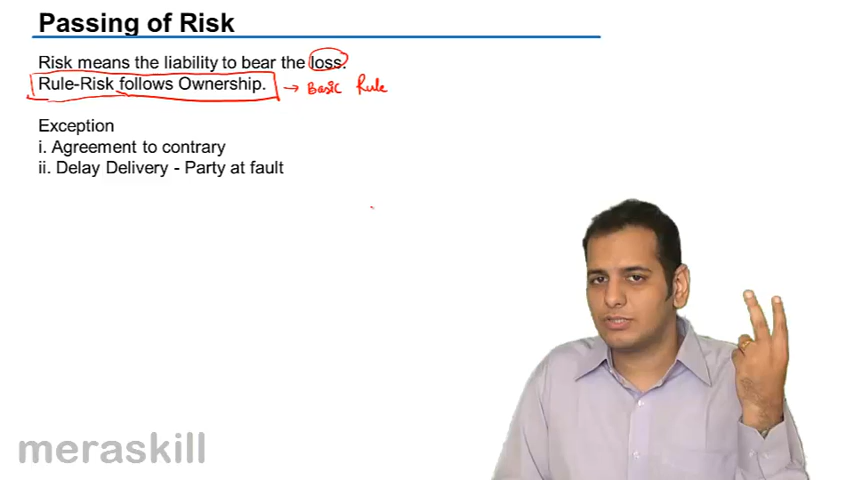 Passing of Risk
Risk means the liability to bear the loss.
Rule-Risk follows Ownership. → Basic Rule
Exception
i. Agreement to contrary
ii. Delay Delivery - Party at fault
meraskill